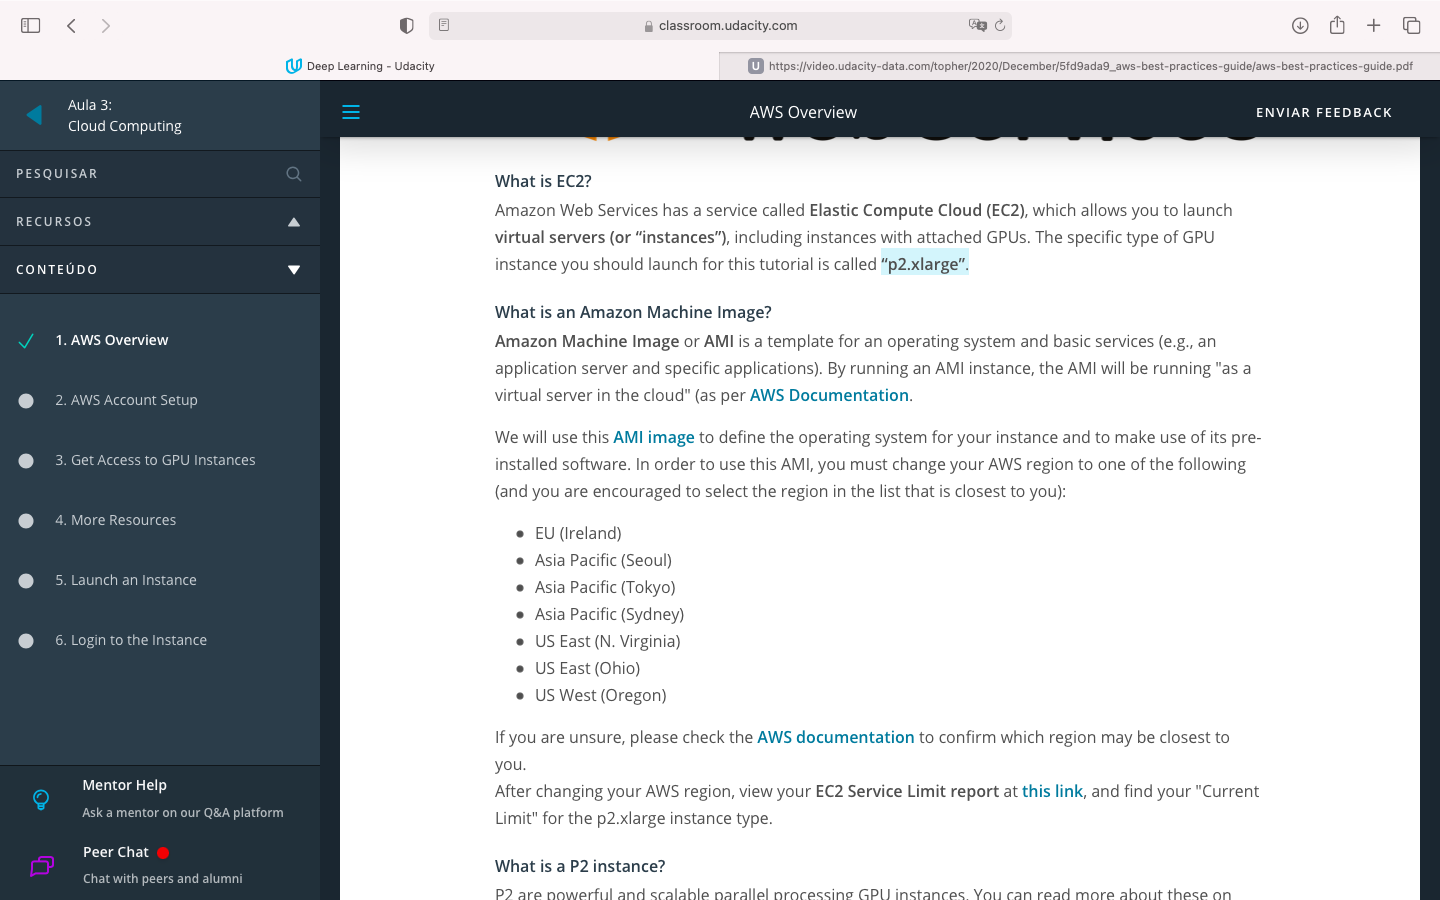 classroom.udacity.com
Deep Learning - Udacity
U
https://video.udacity-data.com/topher/2020/December/5fd9ada9_aws-best-practices-guide/aws-best-practices-guide.pdf
Aula 3:
Cloud Computing
AWS Overview
ENVIAR FEEDBACK
PESQUISAR
RECURSOS
CONTEÚDO
1. AWS Overview
2. AWS Account Setup
3. Get Access to GPU Instances
4. More Resources
5. Launch an Instance
6. Login to the Instance
Mentor Help
Ask a mentor on our Q&A platform
Peer Chat
Chat with peers and alumni
What is EC2?
Amazon Web Services has a service called Elastic Compute Cloud (EC2), which allows you to launch
virtual servers (or “instances”), including instances with attached GPUs. The specific type of GPU
instance you should launch for this tutorial is called “p2.xlarge”.
What is an Amazon Machine Image?
Amazon Machine Image or AMI is a template for an operating system and basic services (e.g., an
application server and specific applications). By running an AMI instance, the AMI will be running "as a
virtual server in the cloud" (as per AWS Documentation.
We will use this AMI image to define the operating system for your instance and to make use of its pre-
installed software. In order to use this AMI, you must change your AWS region to one of the following
(and you are encouraged to select the region in the list that is closest to you):
EU (Ireland)
Asia Pacific (Seoul)
Asia Pacific (Tokyo)
Asia Pacific (Sydney)
US East (N. Virginia)
US East (Ohio)
US West (Oregon)
If you are unsure, please check the AWS documentation to confirm which region may be closest to
you.
After changing your AWS region, view your EC2 Service Limit report at this link, and find your "Current
Limit" for the p2.xlarge instance type.
What is a P2 instance?
P2 are powerful and scalable parallel processing GPU instances. You can read more about these on